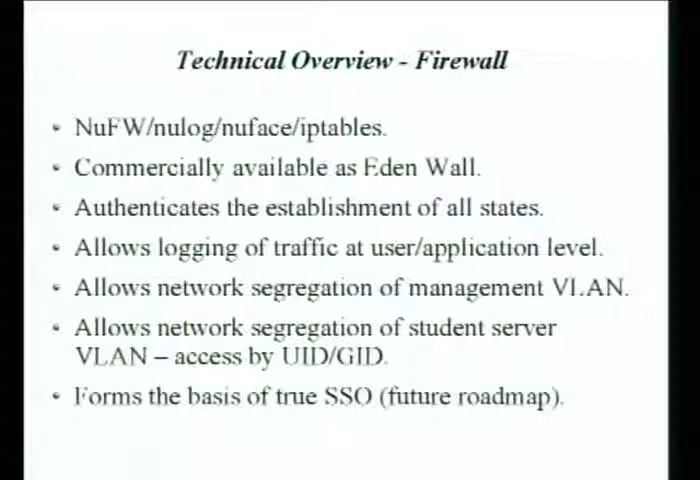 Technical Overview - Firewall
• NuFW/nulog/nuface/iptables.
• Commercially available as Eden Wall.
• Authenticates the establishment of all states.
• Allows logging of traffic at user/application level.
• Allows network segregation of management VLAN.
• Allows network segregation of student server
VLAN – access by UID/GID.
• Forms the basis of true SSO (future roadmap).